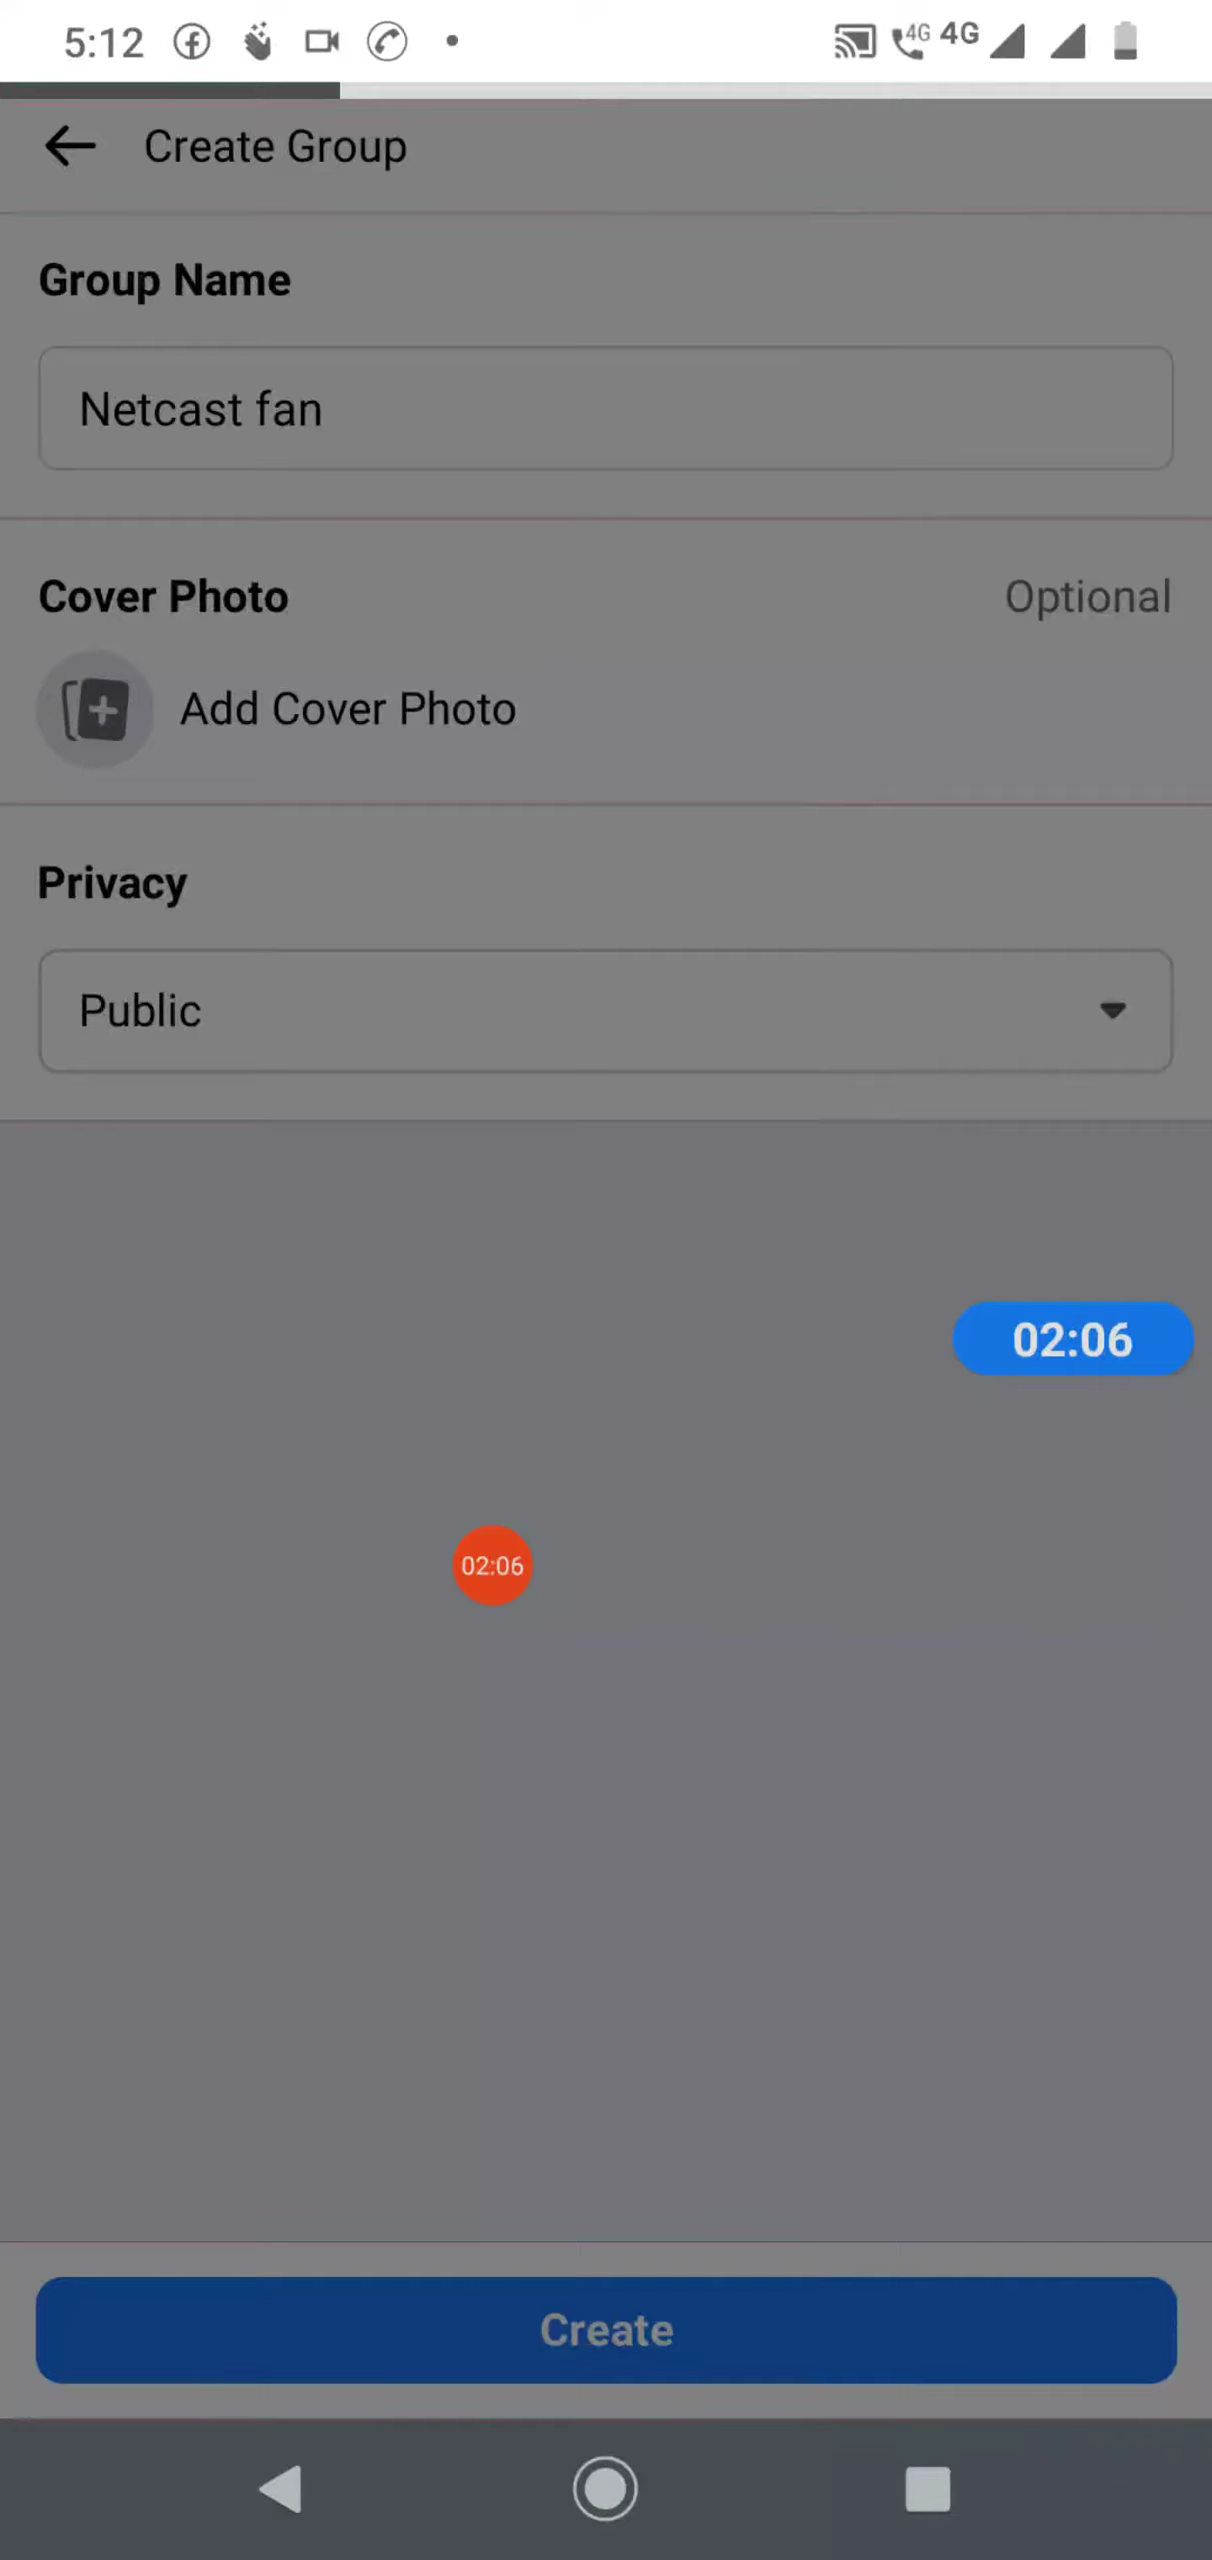 5:12
4G 4G
Create Group
Group Name
Netcast fan
Cover Photo Optional
Add Cover Photo
Privacy
Public
02:06
02:06
Create